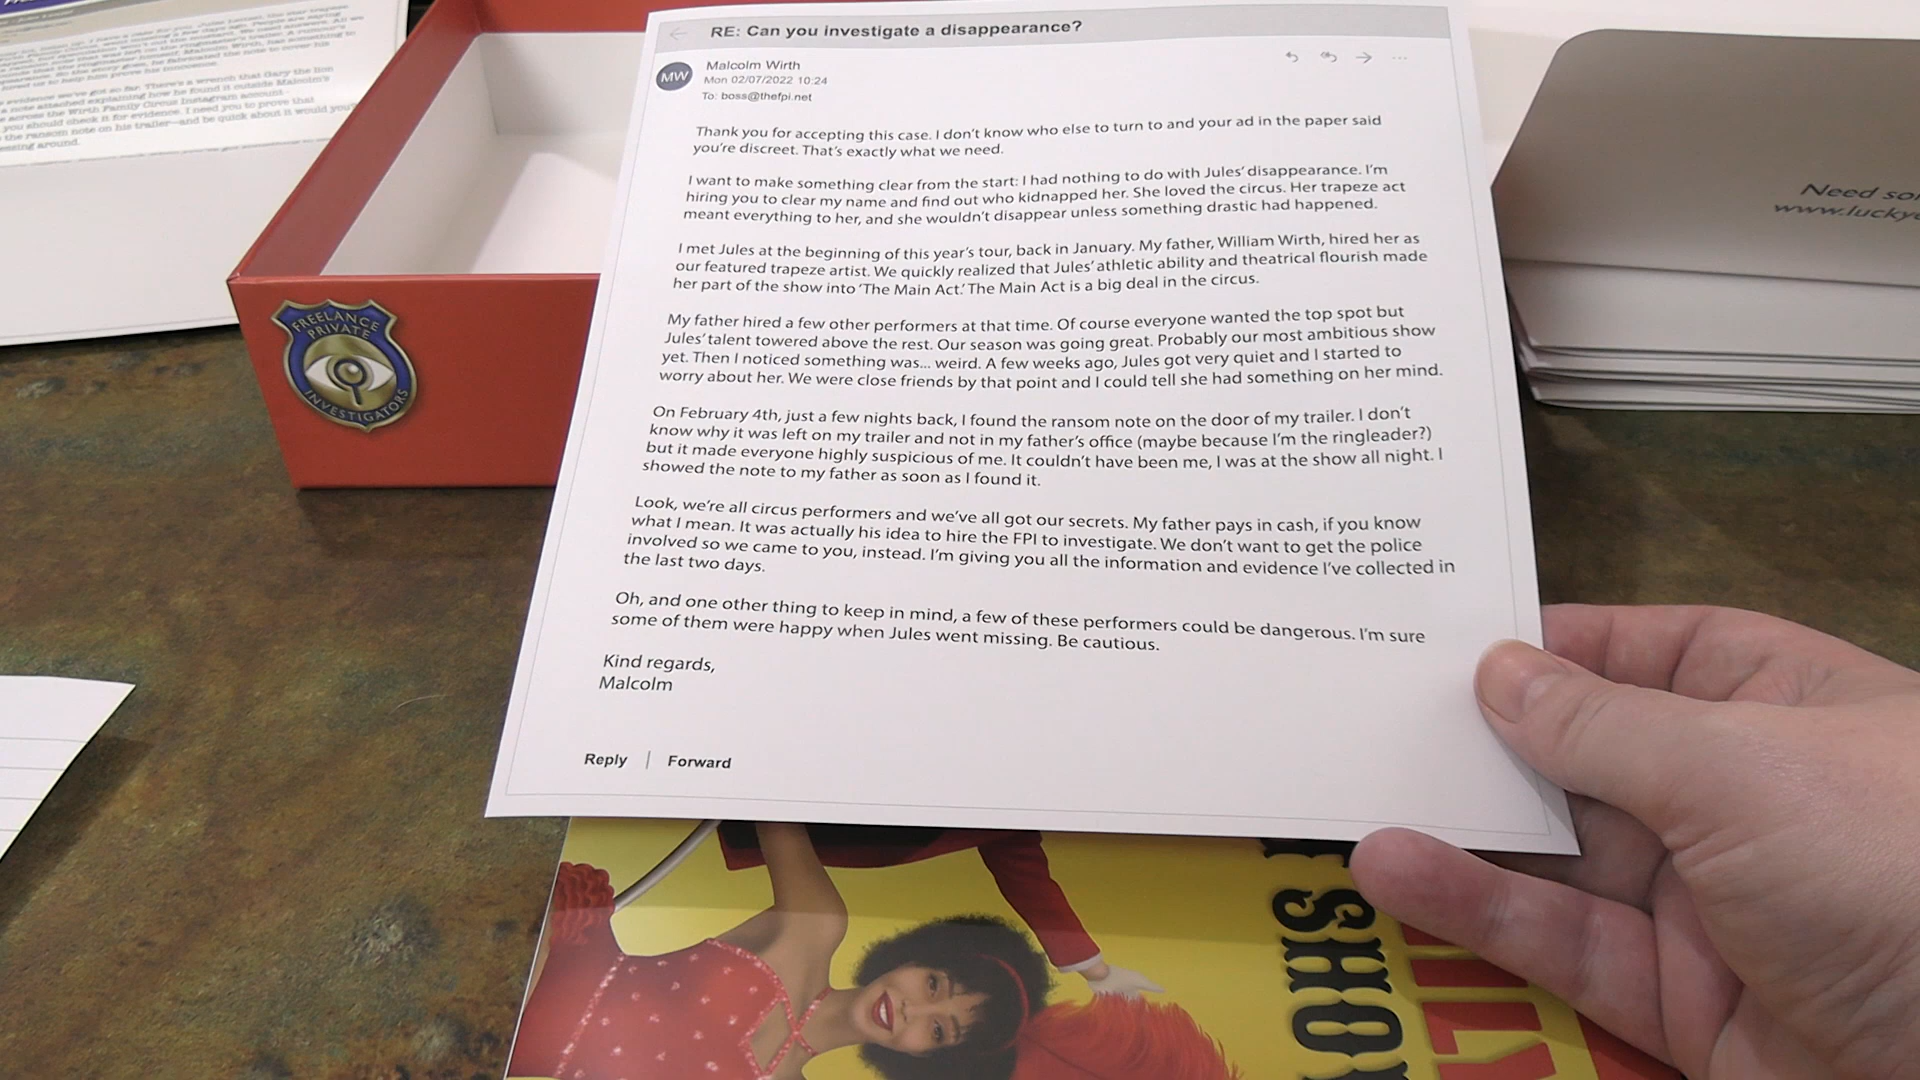 RE: Can you investigate a disappearance?
MW
Malcolm Wirth
Mon 02/07/2022 10:24
To: boss@thefpi.net
Thank you for accepting this case. I don't know who else to turn to and your ad in the paper said
you're discreet. That's exactly what we need.
I want to make something clear from the start: I had nothing to do with Jules' disappearance. I'm
hiring you to clear my name and find out who kidnapped her. She loved the circus. Her trapeze act
meant everything to her, and she wouldn't disappear unless something drastic had happened.
I met Jules at the beginning of this year's tour, back in January. My father, William Wirth, hired her as
our featured trapeze artist. We quickly realized that Jules' athletic ability and theatrical flourish made
her part of the show into 'The Main Act.' The Main Act is a big deal in the circus.
My father hired a few other performers at that time. Of course everyone wanted the top spot but
Jules' talent towered above the rest. Our season was going great. Probably our most ambitious show
yet. Then I noticed something was... weird. A few weeks ago, Jules got very quiet and I started to
worry about her. We were close friends by that point and I could tell she had something on her mind.
On February 4th, just a few nights back, I found the ransom note on the door of my trailer. I don't
know why it was left on my trailer and not in my father's office (maybe because I'm the ringleader?)
but it made everyone highly suspicious of me. It couldn't have been me, I was at the show all night. I
showed the note to my father as soon as I found it.
Look, we're all circus performers and we've all got our secrets. My father pays in cash, if you know
what I mean. It was actually his idea to hire the FPI to investigate. We don't want to get the police
involved so we came to you, instead. I'm giving you all the information and evidence I've collected in
the last two days.
Oh, and one other thing to keep in mind, a few of these performers could be dangerous. I'm sure
some of them were happy when Jules went missing. Be cautious.
Kind regards,
Malcolm
Reply | Forward
FREELANCE
PRIVATE
INVESTIGATORS
Need
www.
SHO